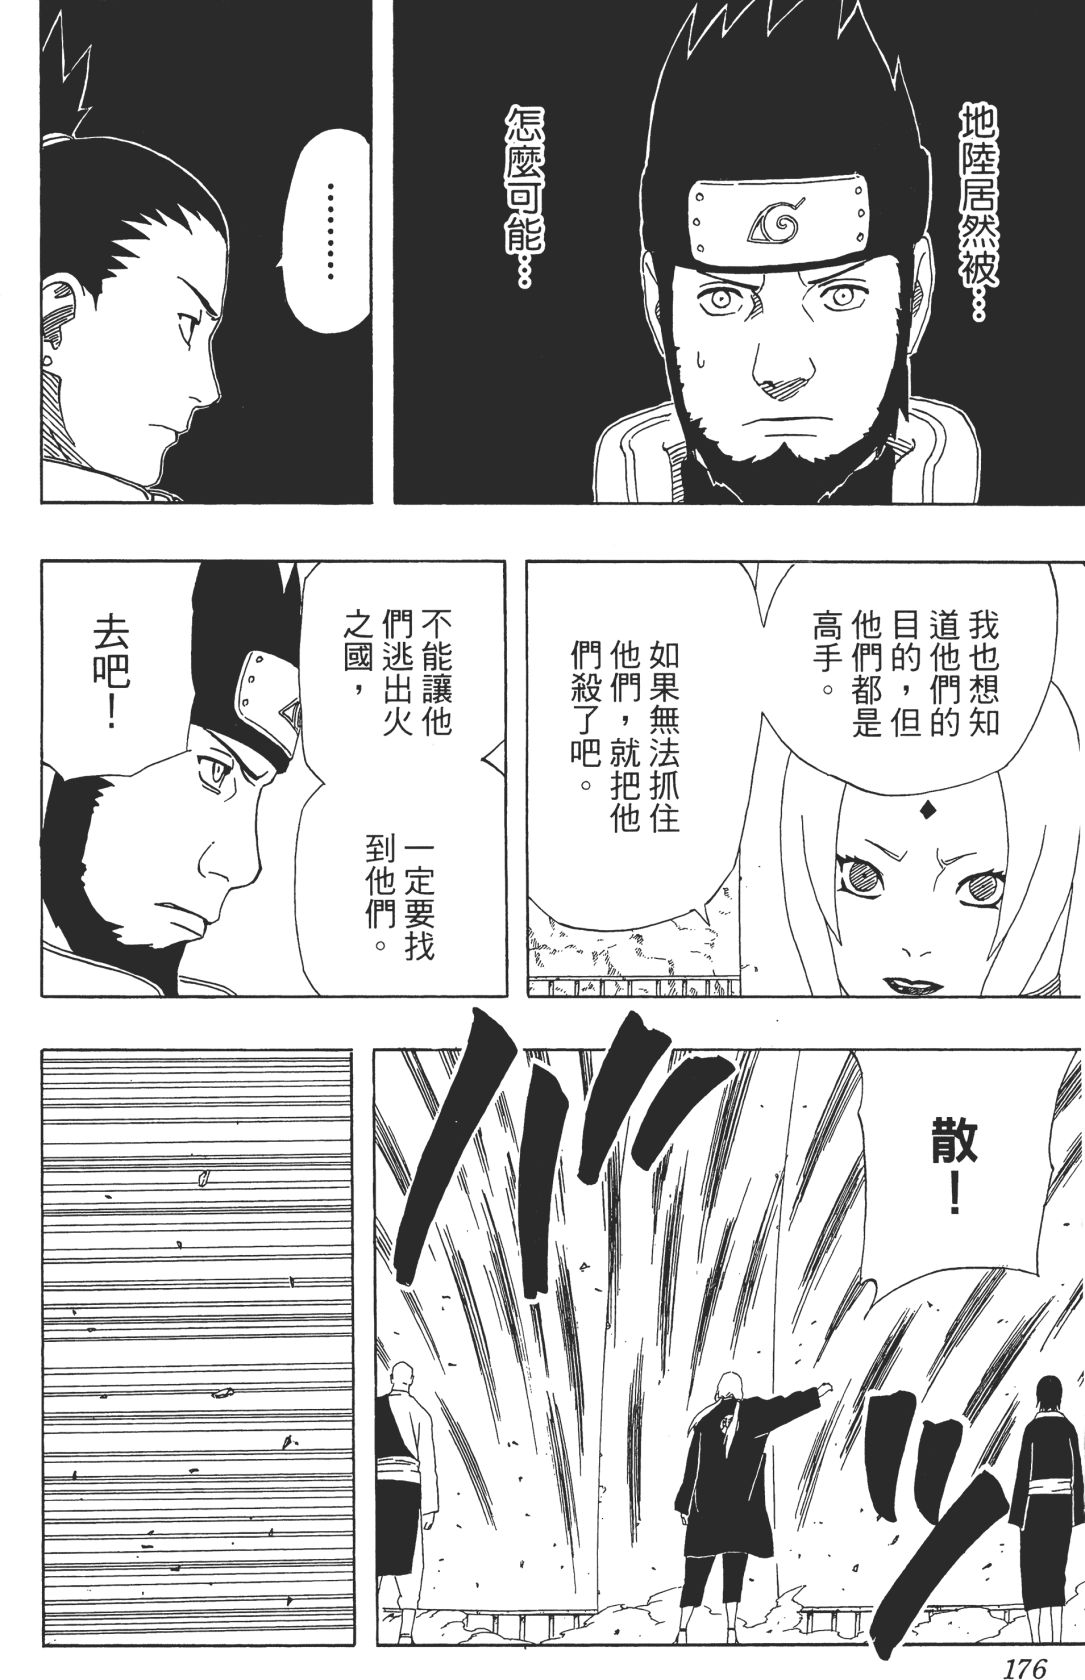 地陸居然被…
怎麼可能…
………
我也想知
道他們的
目的，但
他們都是
高手。
如果無法抓住
他們，就把他
們殺了吧。
不能讓他
們逃出火
之國，
一定要找
到他們。
去吧！
散！
バババ
176